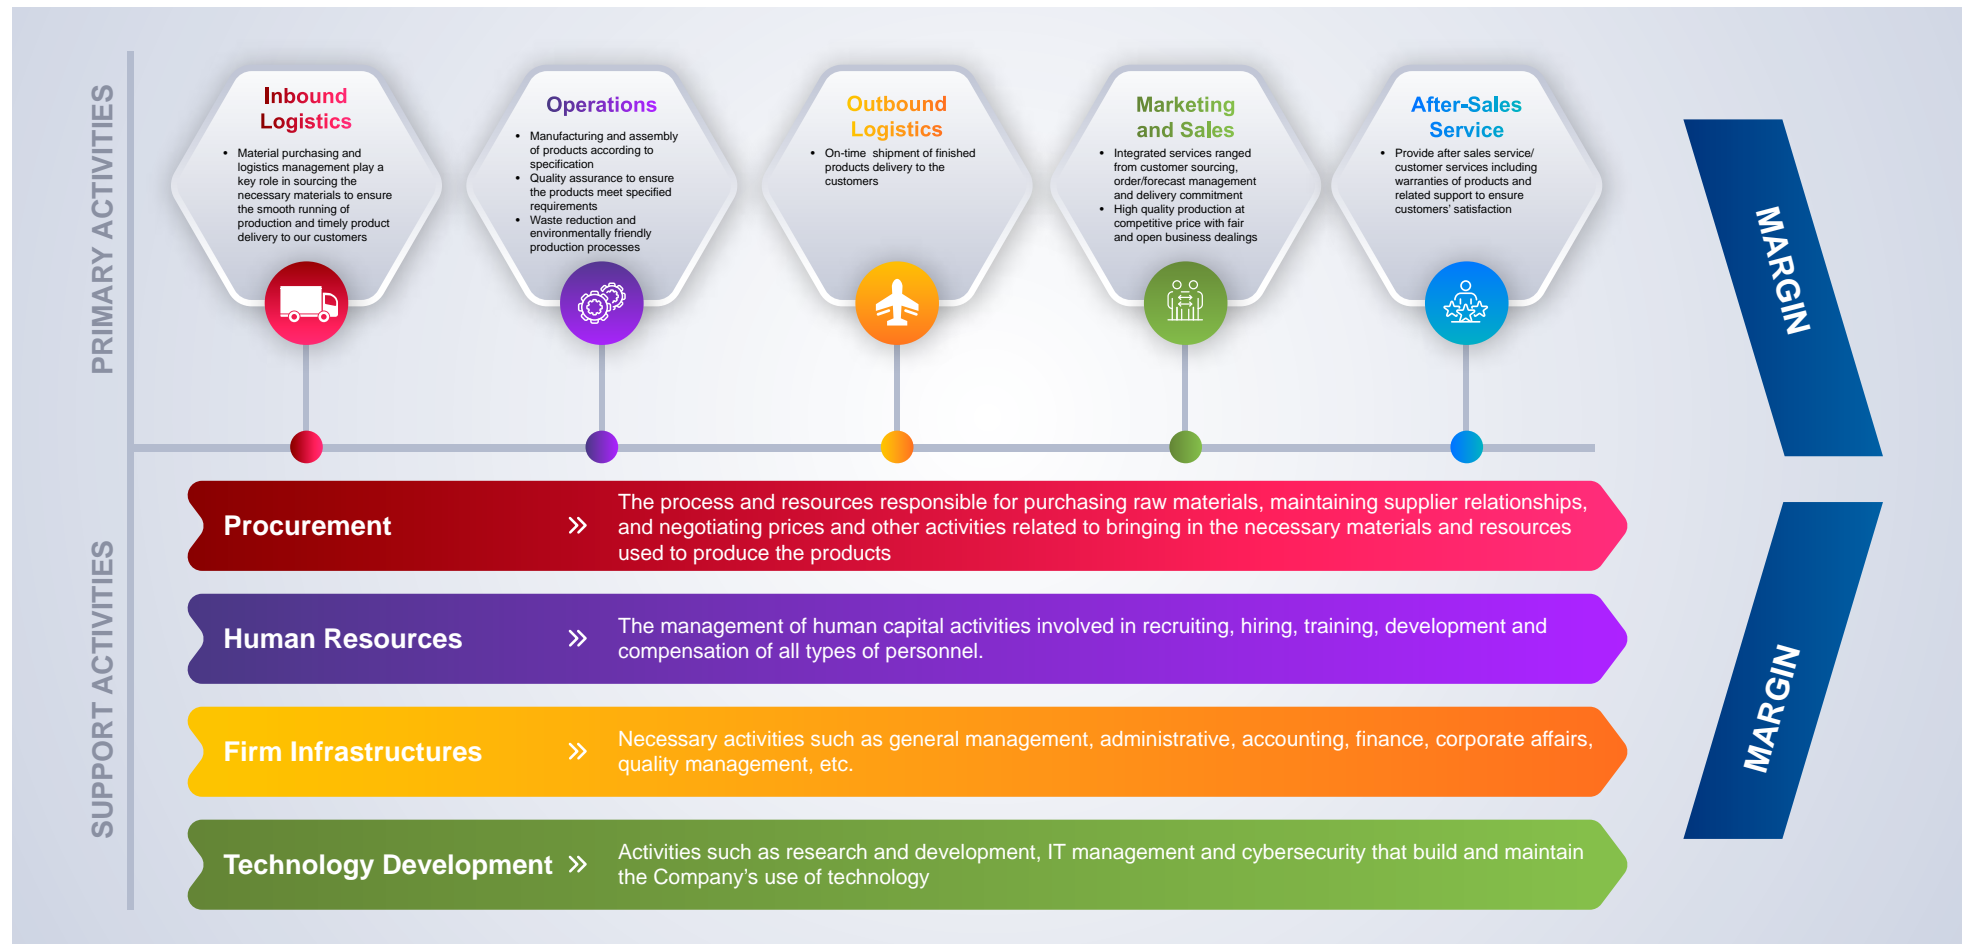 PRIMARY ACTIVITIES
Inbound
Logistics
• Material purchasing and
logistics management play a
key role in sourcing the
necessary materials to ensure
the smooth running of
production and timely product
delivery to our customers
Operations
• Manufacturing and assembly
of products according to
specification
• Quality assurance to ensure
the products meet specified
requirements
• Waste reduction and
environmentally friendly
production processes
Outbound
Logistics
• On-time shipment of finished
products delivery to the
customers
Marketing
and Sales
• Integrated services ranged
from customer sourcing,
order/forecast management
and delivery commitment
• High quality production at
competitive price with fair
and open business dealings
After-Sales
Service
• Provide after sales service/
customer services including
warranties of products and
related support to ensure
customers' satisfaction
MARGIN
SUPPORT ACTIVITIES
Procurement
The process and resources responsible for purchasing raw materials, maintaining supplier relationships,
and negotiating prices and other activities related to bringing in the necessary materials and resources
used to produce the products
Human Resources
The management of human capital activities involved in recruiting, hiring, training, development and
compensation of all types of personnel.
Firm Infrastructures
Necessary activities such as general management, administrative, accounting, finance, corporate affairs,
quality management, etc.
Technology Development
Activities such as research and development, IT management and cybersecurity that build and maintain
the Company's use of technology
MARGIN